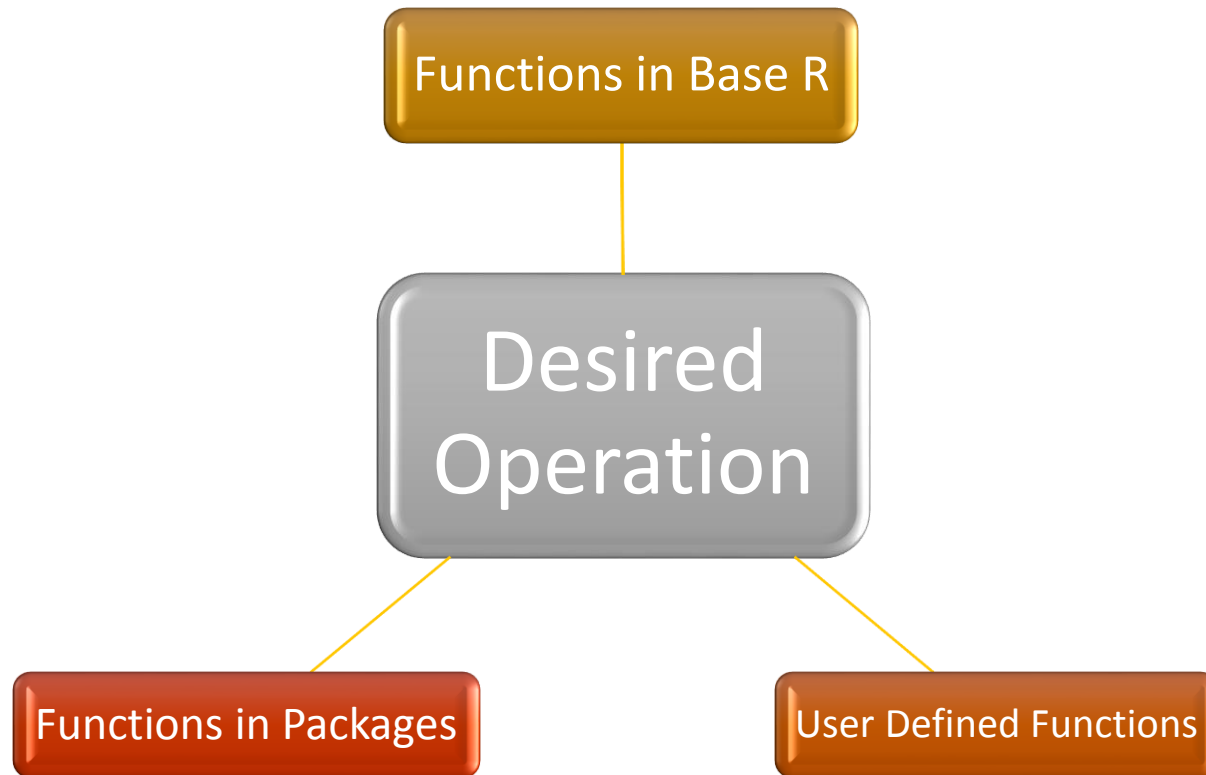 Functions in Base R
Desired
Operation
Functions in Packages
User Defined Functions